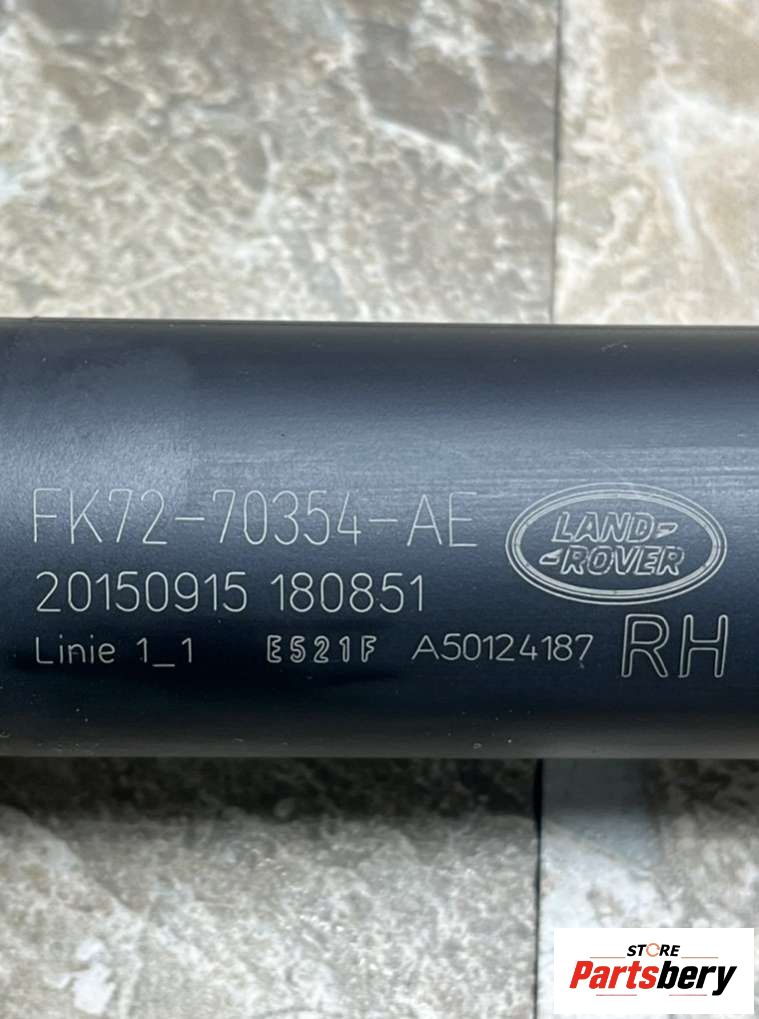 FK72-70354-AE
LAND-
-ROVER
20150915 180851
Linie 1_1 E521F A50124187 RH
STORE
Partsbery